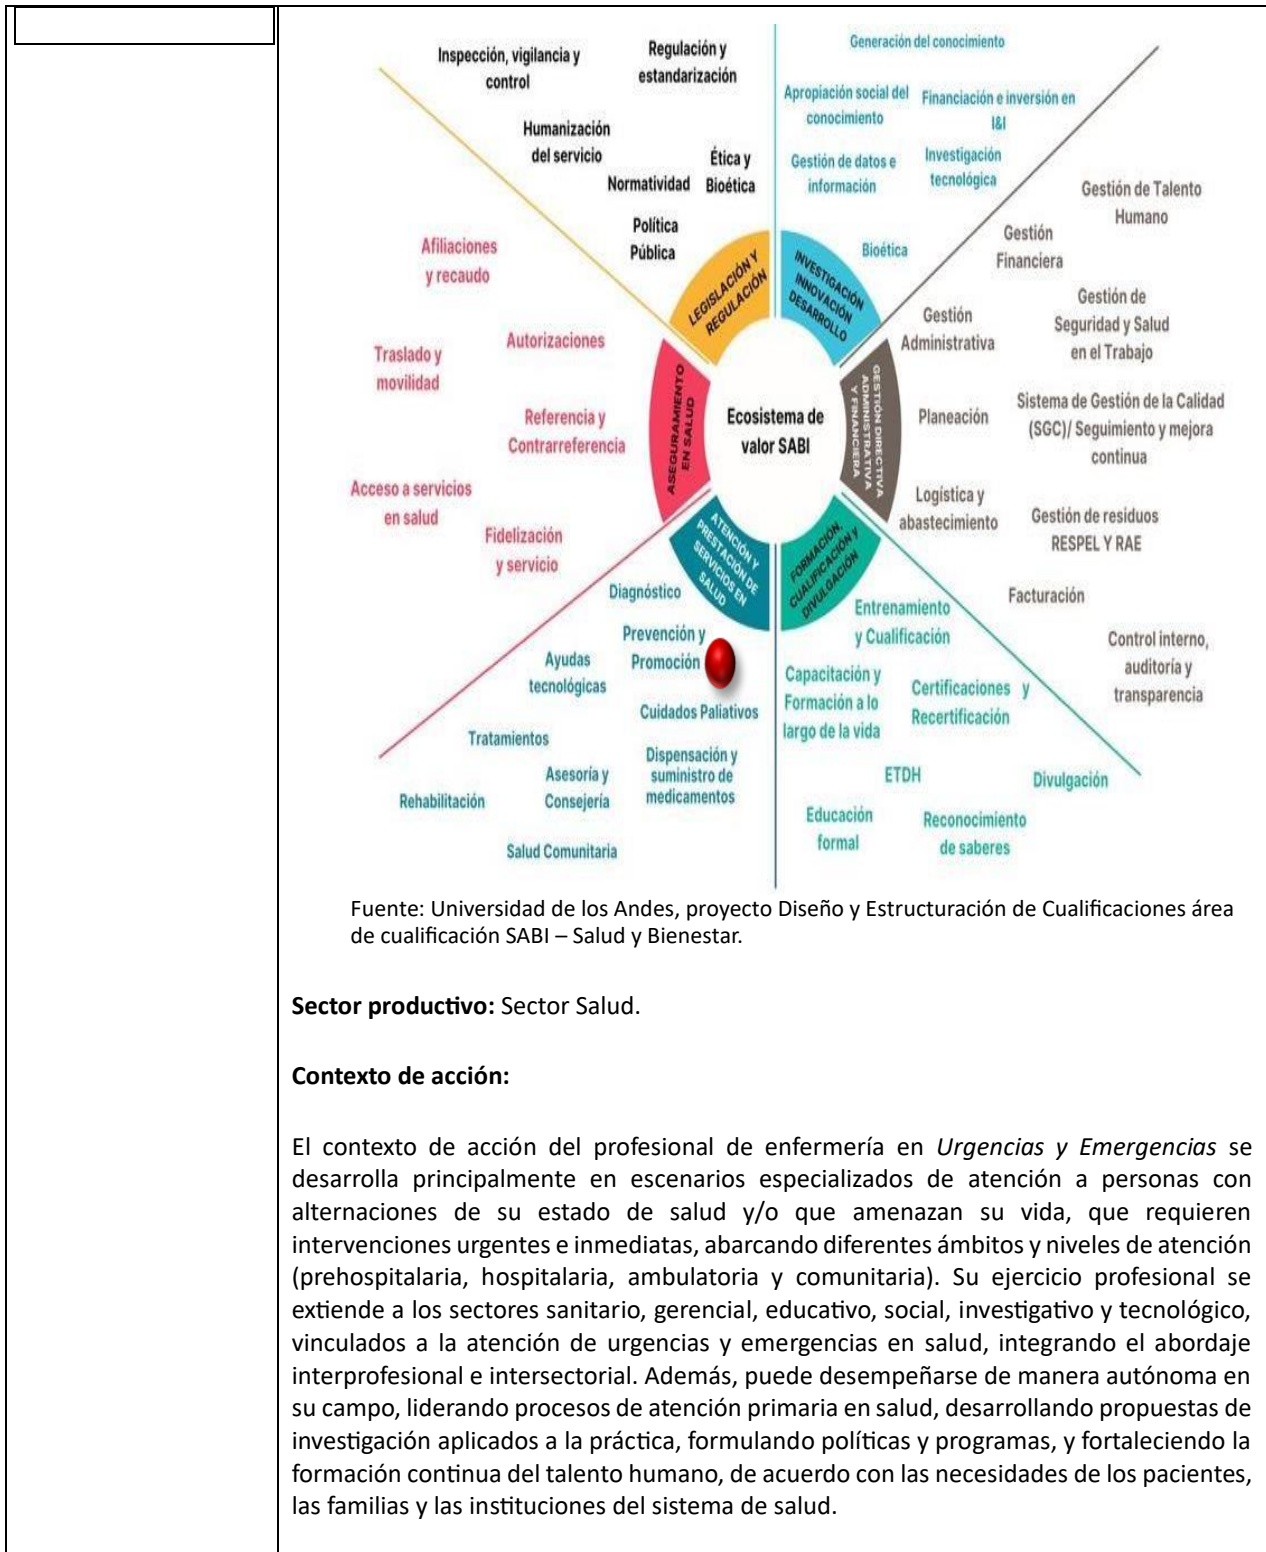 Inspección, vigilancia y
control
Regulación y
estandarización
Humanización
del servicio
Ética y
Bioética
Normatividad
Política
Pública
Generación del conocimiento
Apropiación social del
conocimiento
Financiación e inversión en
I&I
Gestión de datos e
información
Investigación
tecnológica
Bioética
Gestión de Talento
Humano
Gestión
Financiera
Gestión de
Seguridad y Salud
en el Trabajo
Gestión
Administrativa
Sistema de Gestión de la Calidad
(SGC)/ Seguimiento y mejora
continua
Planeación
Logística y
abastecimiento
Gestión de residuos
RESPEL Y RAE
Facturación
Control interno,
auditoría y
transparencia
Afiliaciones
y recaudo
Autorizaciones
Traslado y
movilidad
Referencia y
Contrarreferencia
Acceso a servicios
en salud
Fidelización
y servicio
LEGISLACIÓN Y
REGULACIÓN
INVESTIGACIÓN
INNOVACIÓN
DESARROLLO
GESTIÓN DIRECTIVA
ADMINISTRATIVA
Y FINANCIERA
FORMACIÓN,
CUALIFICACIÓN Y
DIVULGACIÓN
ATENCIÓN Y
PRESTACIÓN DE
SERVICIOS EN
SALUD
ASEGURAMIENTO
EN SALUD
Ecosistema de
valor SABI
Diagnóstico
Prevención y
Promoción
Ayudas
tecnológicas
Cuidados Paliativos
Tratamientos
Dispensación y
suministro de
medicamentos
Asesoría y
Consejería
Rehabilitación
Salud Comunitaria
Entrenamiento
y Cualificación
Capacitación y
Formación a lo
largo de la vida
Certificaciones y
Recertificación
ETDH
Divulgación
Educación
formal
Reconocimiento
de saberes
Fuente: Universidad de los Andes, proyecto Diseño y Estructuración de Cualificaciones área
de cualificación SABI – Salud y Bienestar.
Sector productivo: Sector Salud.
Contexto de acción:
El contexto de acción del profesional de enfermería en Urgencias y Emergencias se
desarrolla principalmente en escenarios especializados de atención a personas con
alternaciones de su estado de salud y/o que amenazan su vida, que requieren
intervenciones urgentes e inmediatas, abarcando diferentes ámbitos y niveles de atención
(prehospitalaria, hospitalaria, ambulatoria y comunitaria). Su ejercicio profesional se
extiende a los sectores sanitario, gerencial, educativo, social, investigativo y tecnológico,
vinculados a la atención de urgencias y emergencias en salud, integrando el abordaje
interprofesional e intersectorial. Además, puede desempeñarse de manera autónoma en
su campo, liderando procesos de atención primaria en salud, desarrollando propuestas de
investigación aplicados a la práctica, formulando políticas y programas, y fortaleciendo la
formación continua del talento humano, de acuerdo con las necesidades de los pacientes,
las familias y las instituciones del sistema de salud.